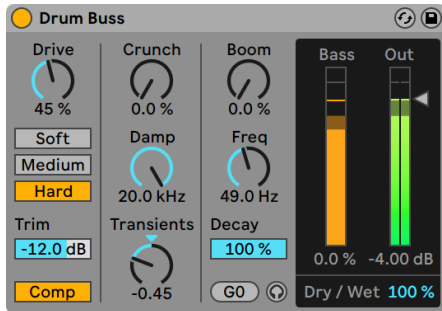 Drum Buss
Drive
45 %
Soft
Medium
Hard
Trim
-12.0 dB
Comp
Crunch
0.0 %
Damp
20.0 kHz
Transients
-0.45
Boom
0.0 %
Freq
49.0 Hz
Decay
100 %
G0
Bass Out
0.0 % -4.00 dB
Dry / Wet 100 %